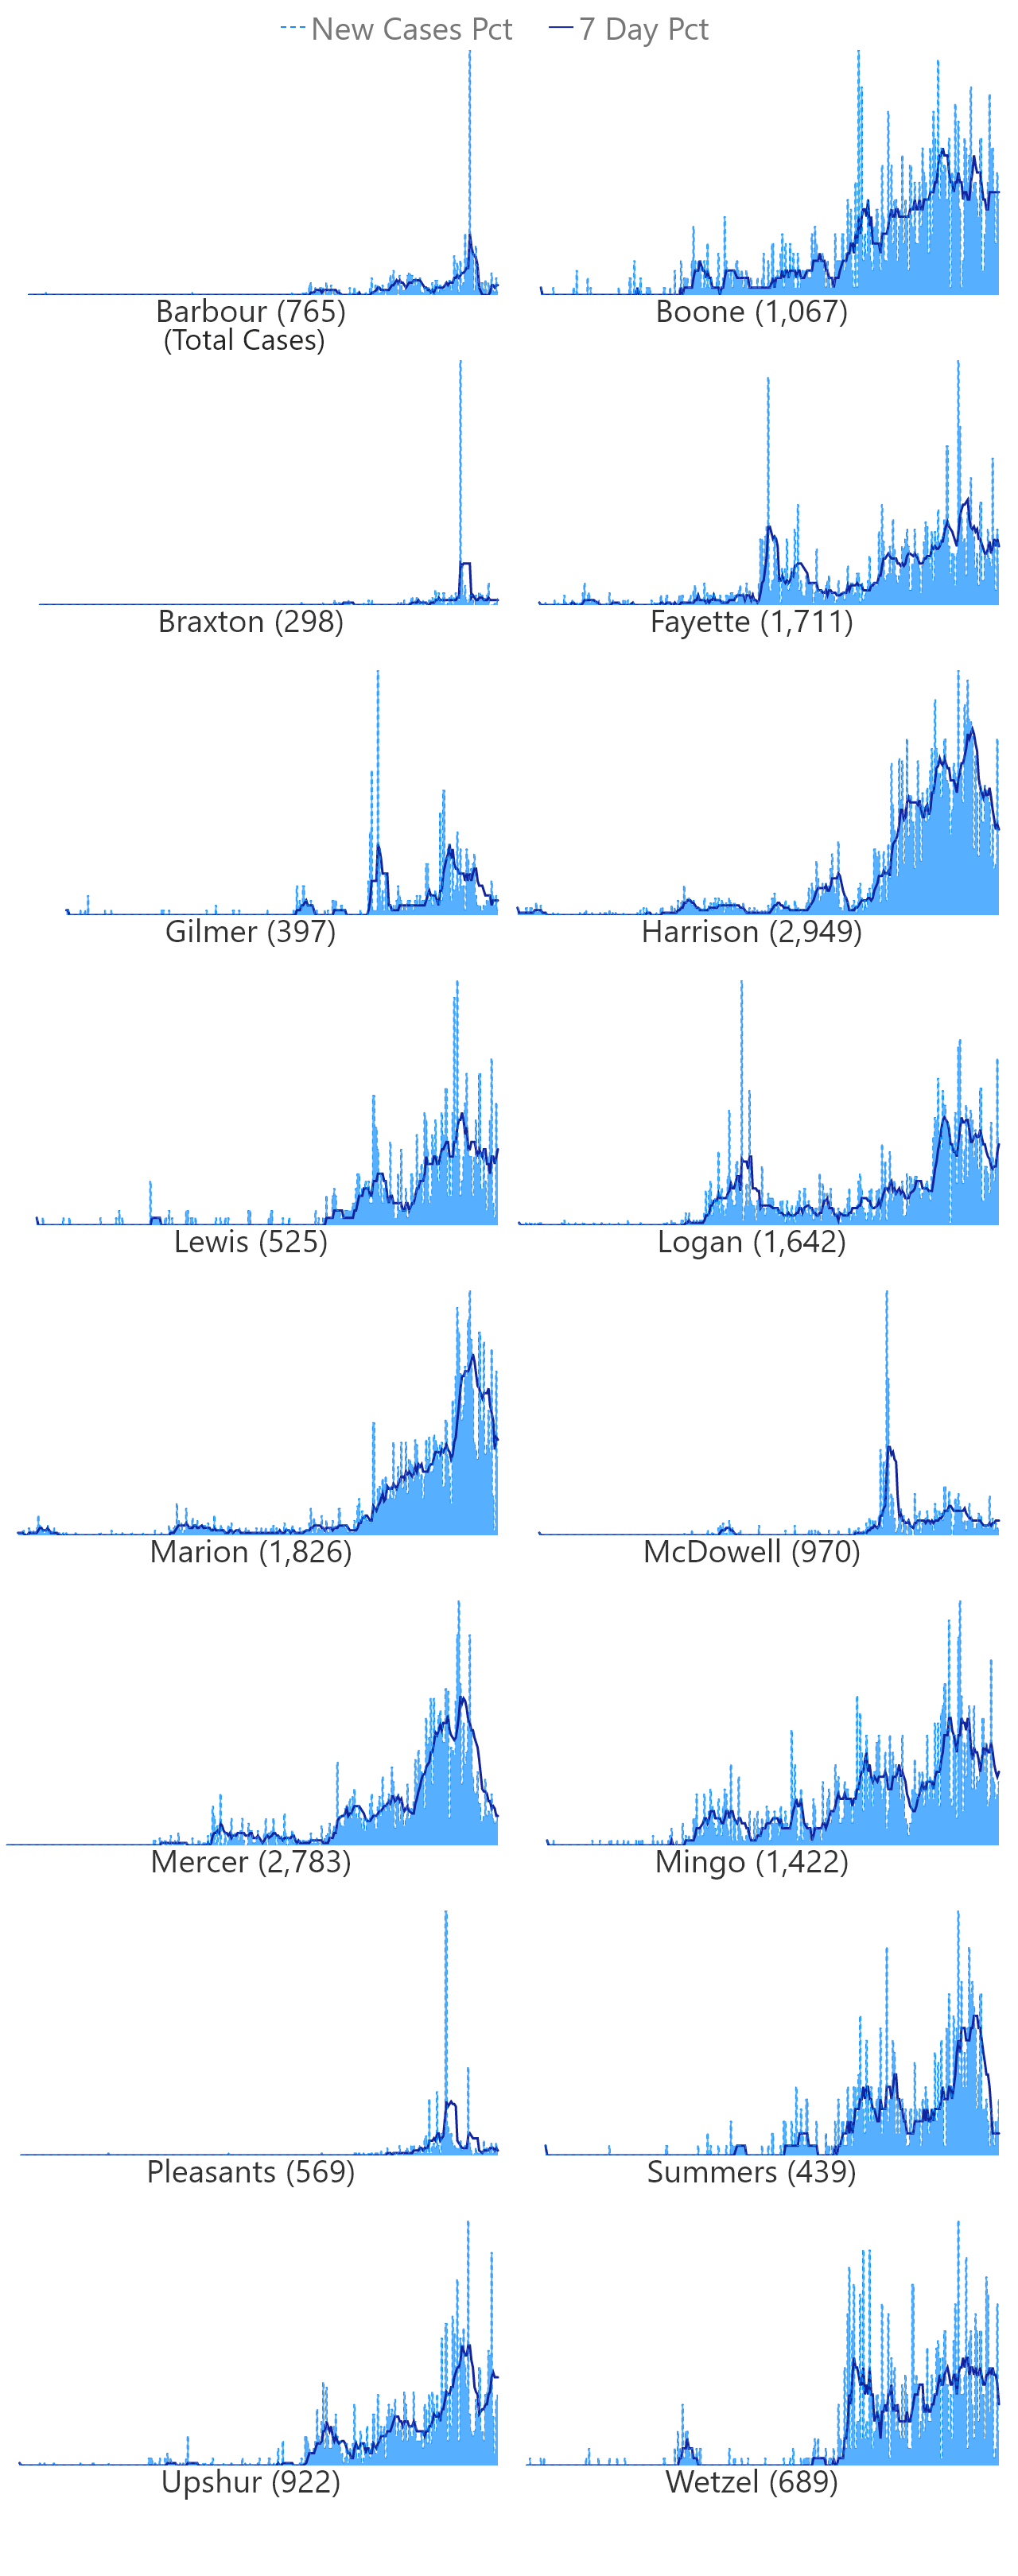 New Cases Pct 7 Day Pct
Barbour (765) Boone (1,067)
(Total Cases)
Braxton (298) Fayette (1,711)
Gilmer (397) Harrison (2,949)
Lewis (525) Logan (1,642)
Marion (1,826) McDowell (970)
Mercer (2,783) Mingo (1,422)
Pleasants (569) Summers (439)
Upshur (922) Wetzel (689)